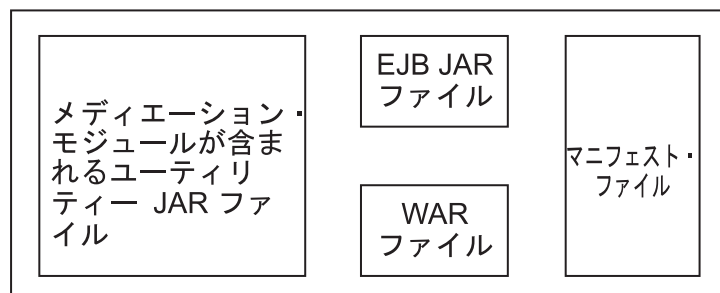 メディエーション・
モジュールが含ま
れるユーティリ
ティー JAR ファ
イル
EJB JAR
ファイル
WAR
ファイル
マニフェスト・
ファイル